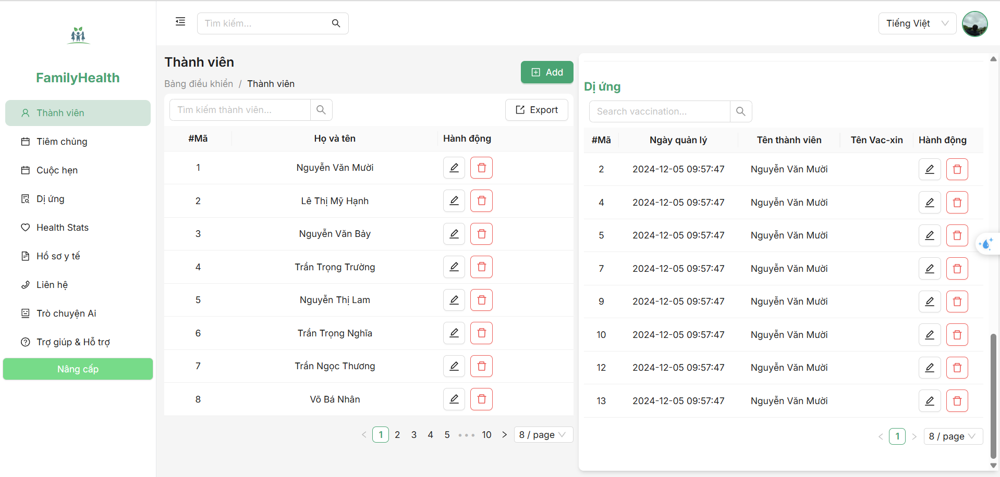 FamilyHealth
Thành viên
Tiêm chủng
Cuộc hẹn
Dị ứng
Health Stats
Hồ sơ y tế
Liên hệ
Trò chuyện Ai
Trợ giúp & Hỗ trợ
Nâng cấp
Tìm kiếm...
Tiếng Việt
Thành viên
Bảng điều khiển / Thành viên
Add
Tìm kiếm thành viên...
Export
#Mã Họ và tên Hành động
1 Nguyễn Văn Mười
2 Lê Thị Mỹ Hạnh
3 Nguyễn Văn Bảy
4 Trần Trọng Trường
5 Nguyễn Thị Lam
6 Trần Trọng Nghĩa
7 Trần Ngọc Thương
8 Võ Bá Nhân
1 2 3 4 5 ••• 10 8 / page
Dị ứng
Search vaccination...
#Mã Ngày quản lý Tên thành viên Tên Vac-xin Hành động
2 2024-12-05 09:57:47 Nguyễn Văn Mười
4 2024-12-05 09:57:47 Nguyễn Văn Mười
5 2024-12-05 09:57:47 Nguyễn Văn Mười
7 2024-12-05 09:57:47 Nguyễn Văn Mười
9 2024-12-05 09:57:47 Nguyễn Văn Mười
10 2024-12-05 09:57:47 Nguyễn Văn Mười
12 2024-12-05 09:57:47 Nguyễn Văn Mười
13 2024-12-05 09:57:47 Nguyễn Văn Mười
1 8 / page